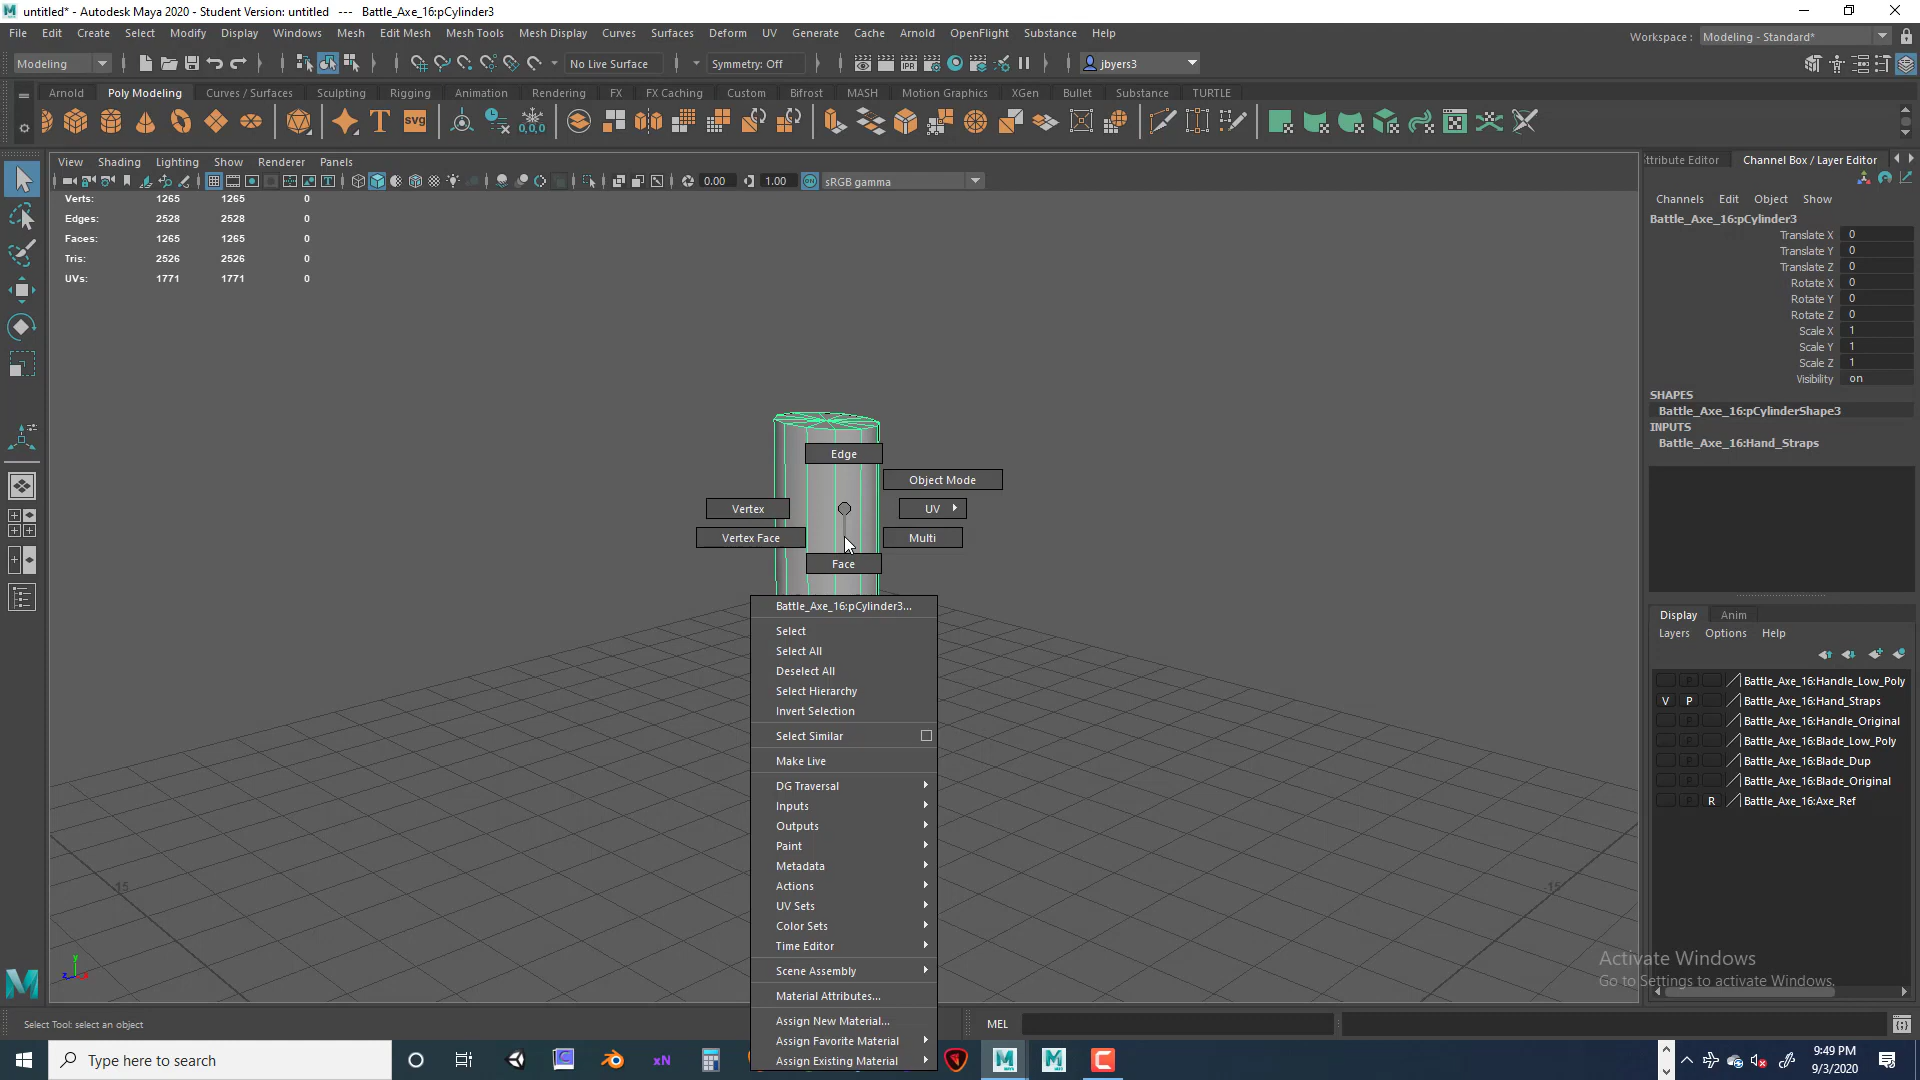 untitled* - Autodesk Maya 2020 - Student Version: untitled   ---   Battle_Axe_16:pCylinder3
File Edit Create Select Modify Display Windows Mesh Edit Mesh Mesh Tools Mesh Display Curves Surfaces Deform UV Generate Cache Arnold OpenFlight Substance Help
Workspace : Modeling - Standard*
Modeling No Live Surface Symmetry: Off IPR jbyers3
Arnold Poly Modeling Curves / Surfaces Sculpting Rigging Animation Rendering FX FX Caching Custom Bifrost MASH Motion Graphics XGen Bullet Substance TURTLE
T SVG 0,0,0
View Shading Lighting Show Renderer Panels
0.00 1.00 sRGB gamma
Verts: 1265 1265 0
Edges: 2528 2528 0
Faces: 1265 1265 0
Tris: 2526 2526 0
UVs: 1771 1771 0
Edge
Object Mode
Vertex
UV
Vertex Face
Multi
Face
Battle_Axe_16:pCylinder3...
Select
Select All
Deselect All
Select Hierarchy
Invert Selection
Select Similar
Make Live
DG Traversal
Inputs
Outputs
Paint
Metadata
Actions
UV Sets
Color Sets
Time Editor
Scene Assembly
Material Attributes...
Assign New Material...
Assign Favorite Material
Assign Existing Material
15
-15
y
z
ttribute Editor Channel Box / Layer Editor
Channels Edit Object Show
Battle_Axe_16:pCylinder3
Translate X 0
Translate Y 0
Translate Z 0
Rotate X 0
Rotate Y 0
Rotate Z 0
Scale X 1
Scale Y 1
Scale Z 1
Visibility on
SHAPES
Battle_Axe_16:pCylinderShape3
INPUTS
Battle_Axe_16:Hand_Straps
Display Anim
Layers Options Help
P Battle_Axe_16:Handle_Low_Poly
V P Battle_Axe_16:Hand_Straps
P Battle_Axe_16:Handle_Original
P Battle_Axe_16:Blade_Low_Poly
P Battle_Axe_16:Blade_Dup
P Battle_Axe_16:Blade_Original
P R Battle_Axe_16:Axe_Ref
Activate Windows
Go to Settings to activate Windows.
Select Tool: select an object
MEL
Type here to search
xN
9:49 PM
9/3/2020